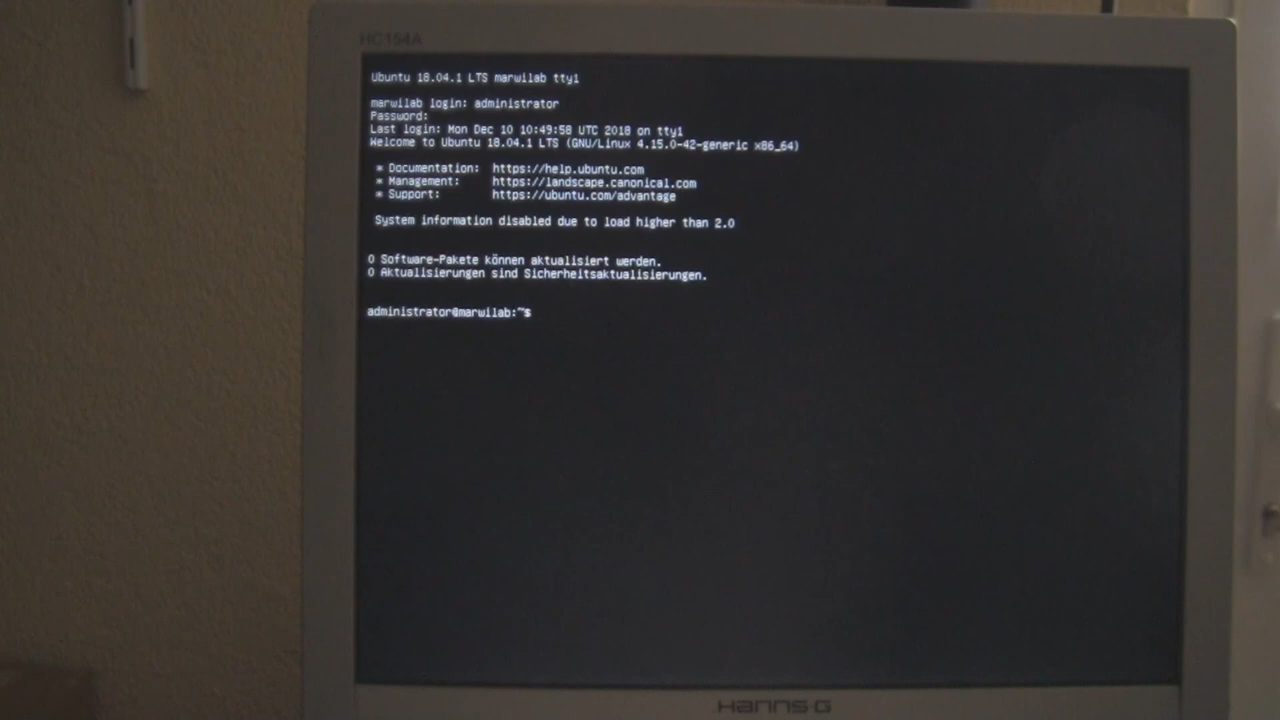 HC154A
Ubuntu 18.04.1 LTS marwilab tty1
marwilab login: administrator
Password:
Last login: Mon Dec 10 10:49:58 UTC 2018 on tty1
Welcome to Ubuntu 18.04.1 LTS (GNU/Linux 4.15.0-42-generic x86_64)
* Documentation: https://help.ubuntu.com
* Management: https://landscape.canonical.com
* Support: https://ubuntu.com/advantage
System information disabled due to load higher than 2.0
0 Software-Pakete können aktualisiert werden.
0 Aktualisierungen sind Sicherheitsaktualisierungen.
administrator@marwilab:~$
Hanns G